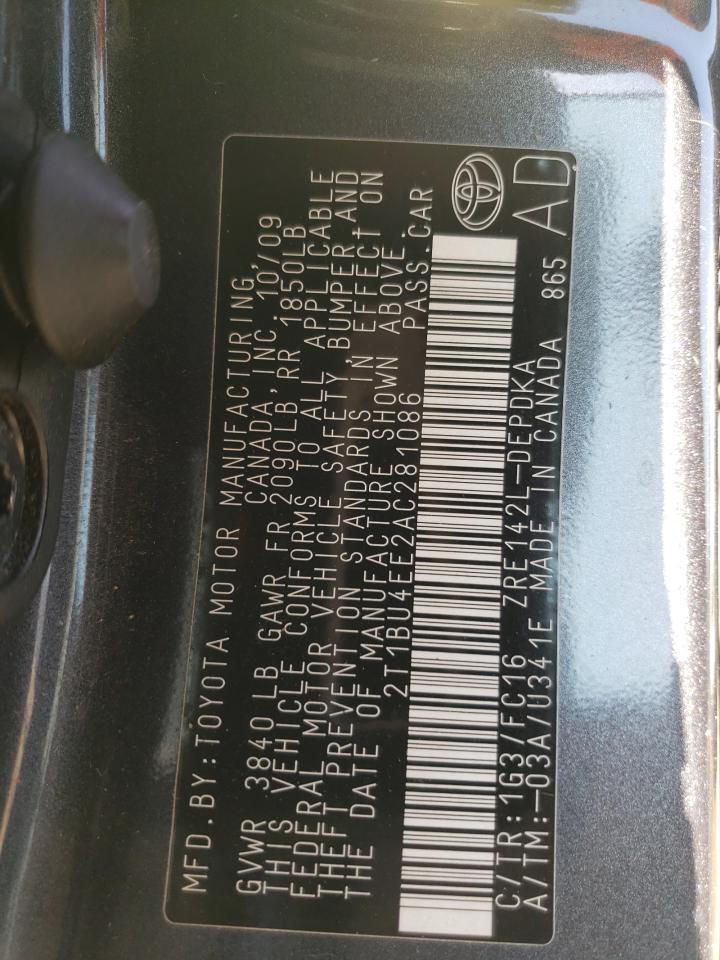 MFD.BY:TOYOTA MOTOR MANUFACTURING
CANADA,INC. 10/09
GVWR 3840 LB GAWR FR 2090LB,RR 1850LB
THIS VEHICLE CONFORMS TO ALL APPLICABLE
FEDERAL MOTOR VEHICLE SAFETY,BUMPER,AND
THEFT PREVENTION STANDARDS IN EFFECT ON
THE DATE OF MANUFACTURE SHOWN ABOVE.
2T1BU4EE2AC281086 PASS.CAR
C/TR:1G3/FC16 ZRE142L-DEPDKA
A/TM:-03A/U341E MADE IN CANADA 865
AD